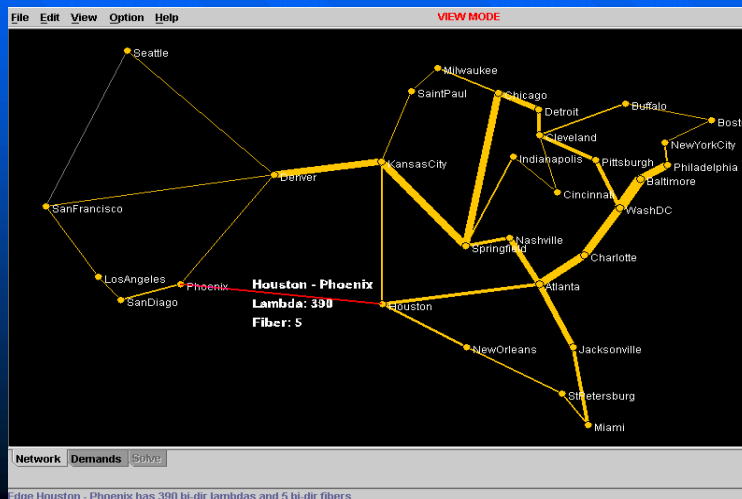 File Edit View Option Help VIEW MODE
Seattle
Milwaukee
SaintPaul
Chicago
Detroit
Buffalo
Bost
Cleveland
NewYorkCity
Indianapolis
Pittsburgh
Philadelphia
KansasCity
Denver
Cincinnat
Baltimore
SanFrancisco
WashDC
Nashville
Springfield
Charlotte
LosAngeles
Phoenix
Houston - Phoenix
Atlanta
SanDiago
Lambda: 390
Houston
Fiber: 5
NewOrleans
Jacksonville
StPetersburg
Miami
Network Demands Solve
Edge Houston - Phoenix has 390 bi-dir lambdas and 5 bi-dir fibers